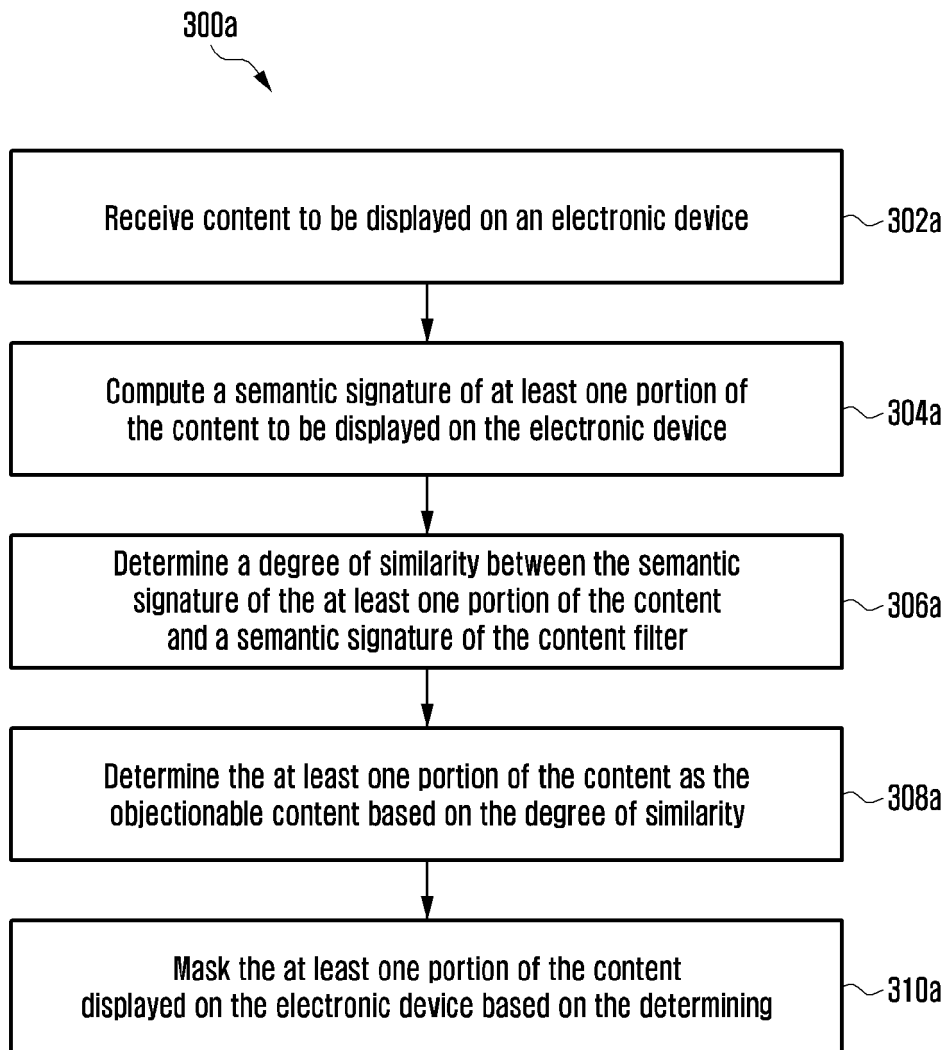 300a
Receive content to be displayed on an electronic device
302a
Compute a semantic signature of at least one portion of
the content to be displayed on the electronic device
304a
Determine a degree of similarity between the semantic
signature of the at least one portion of the content
and a semantic signature of the content filter
306a
Determine the at least one portion of the content as the
objectionable content based on the degree of similarity
308a
Mask the at least one portion of the content
displayed on the electronic device based on the determining
310a